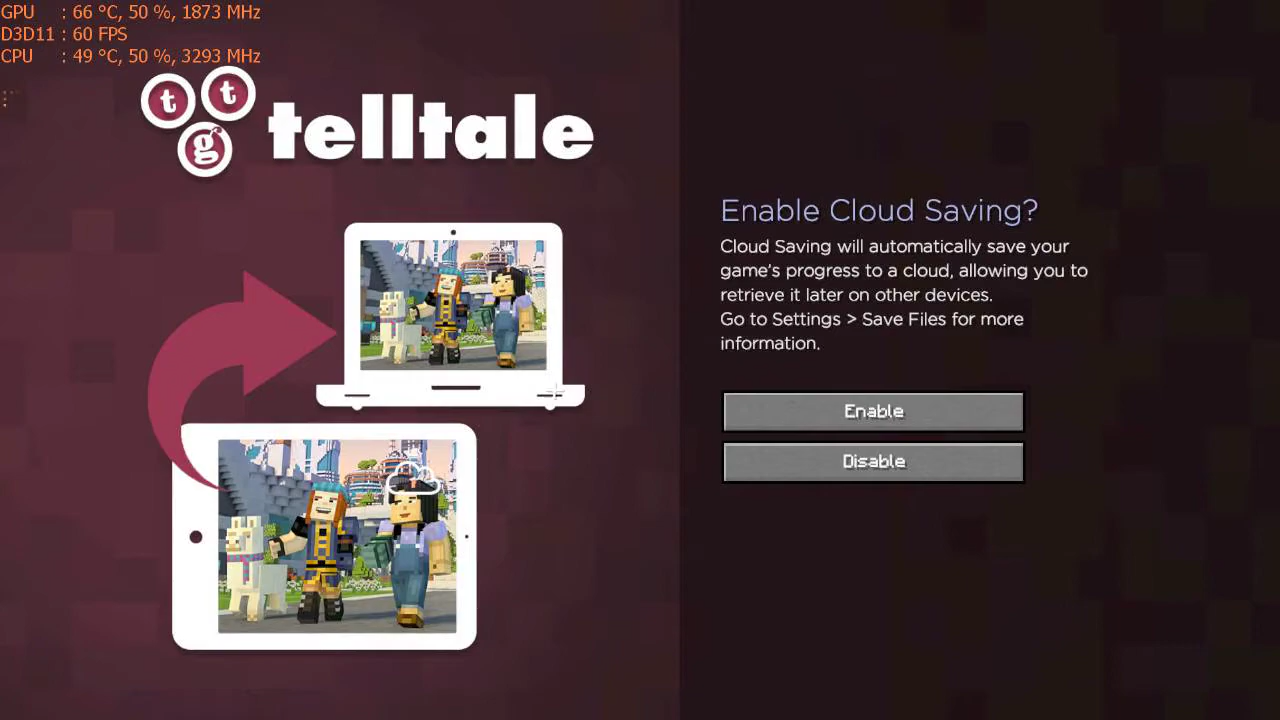 GPU : 66 °C, 50 %, 1873 MHz
D3D11 : 60 FPS
CPU : 49 °C, 50 %, 3293 MHz
t t g telltale
Enable Cloud Saving?
Cloud Saving will automatically save your
game's progress to a cloud, allowing you to
retrieve it later on other devices.
Go to Settings > Save Files for more
information.
Enable
Disable